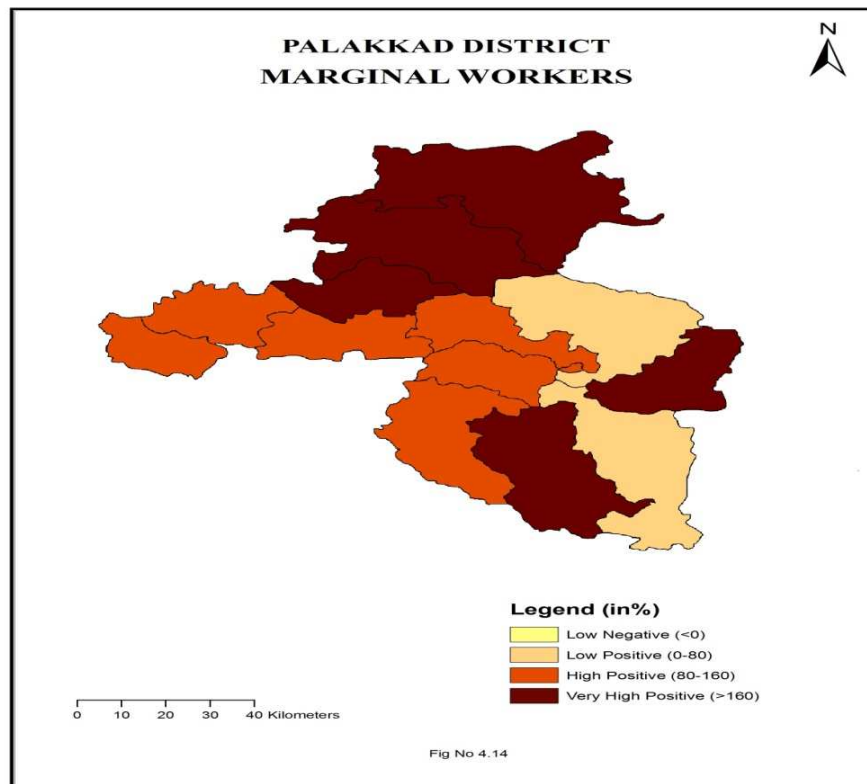 PALAKKAD DISTRICT
MARGINAL WORKERS
N
Legend (in%)
Low Negative (<0)
Low Positive (0-80)
High Positive (80-160)
Very High Positive (>160)
0 10 20 30 40 Kilometers
Fig No 4.14